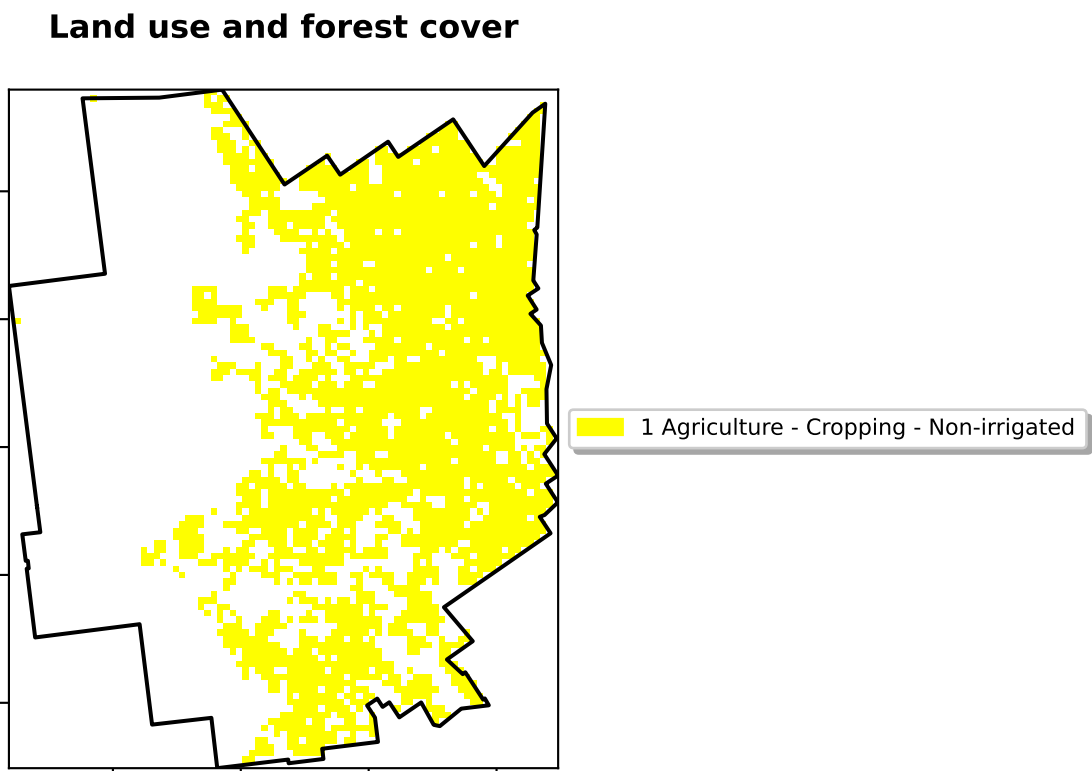 Land use and forest cover
1 Agriculture - Cropping - Non-irrigated